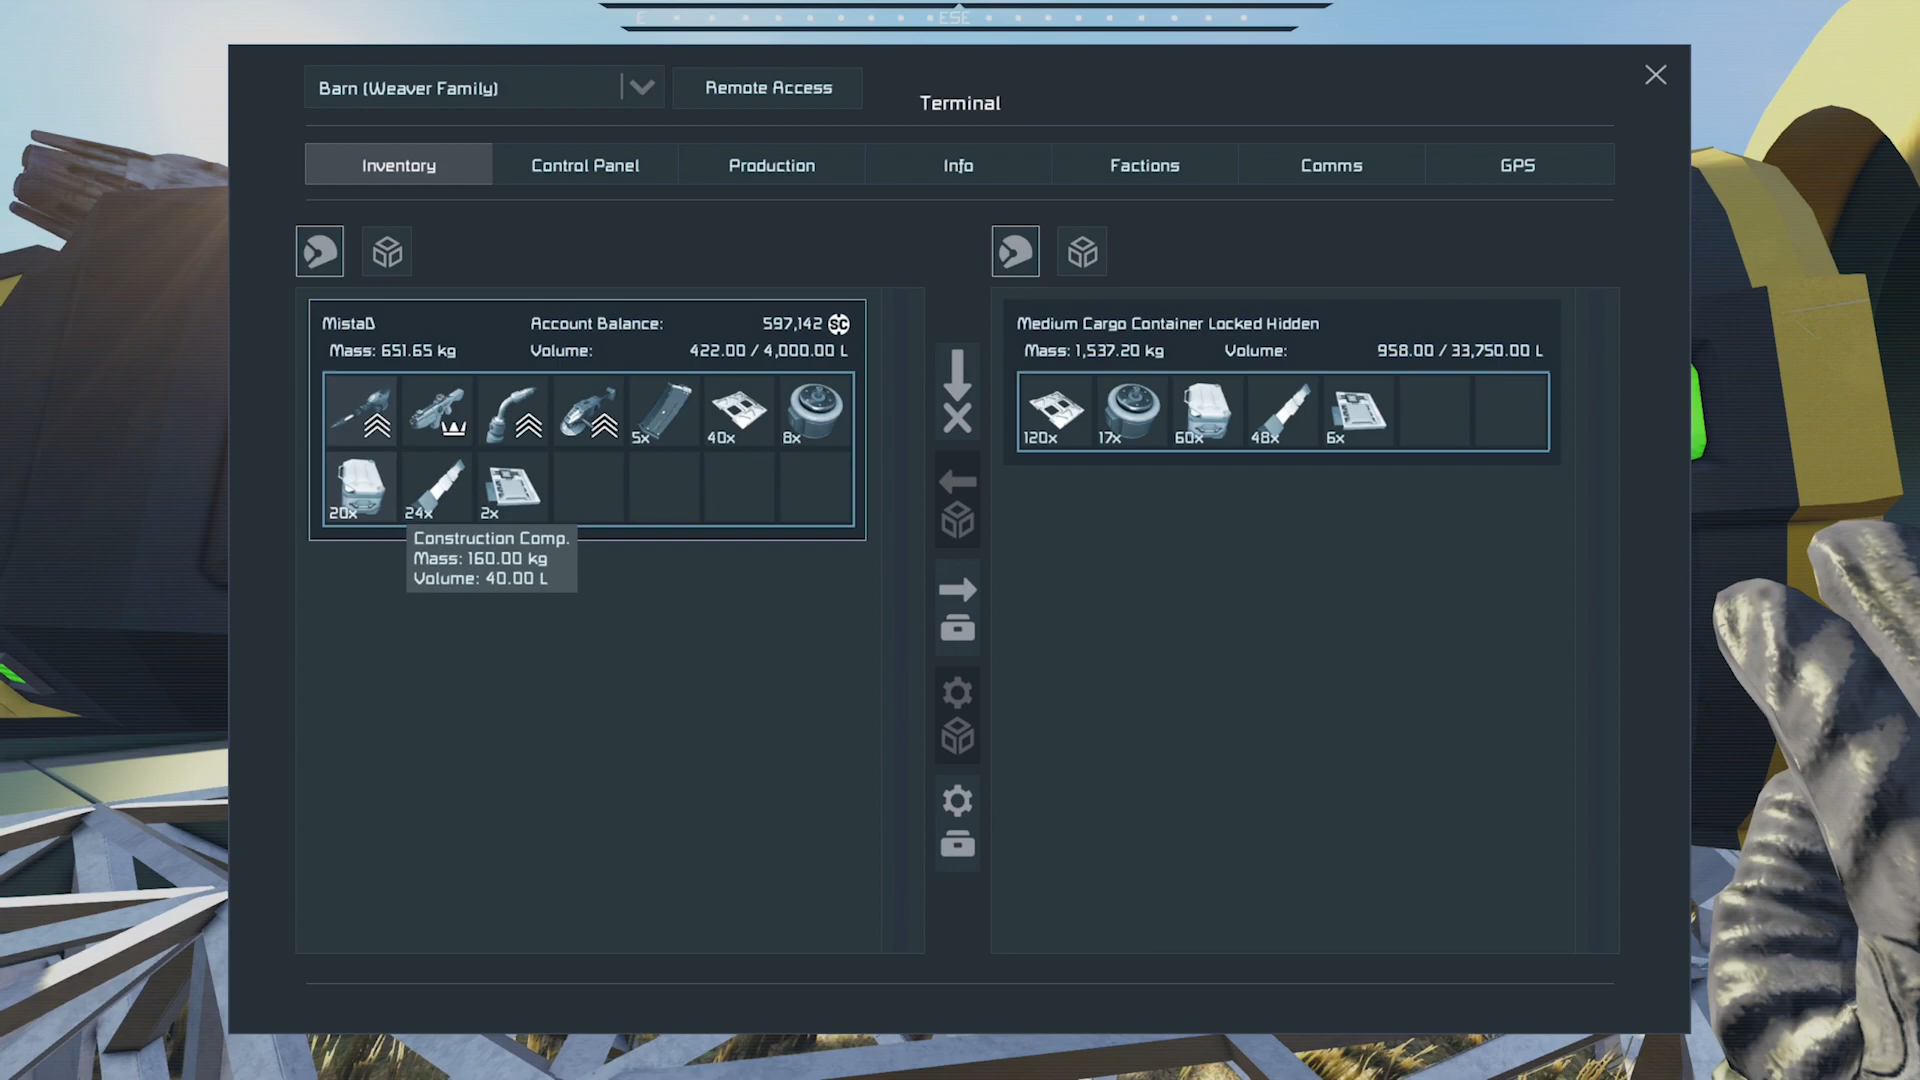 E
ESE
Barn (Weaver Family)
Remote Access
Terminal
Inventory
Control Panel
Production
Info
Factions
Comms
GPS
MistaD
Account Balance:
597,142 SC
Mass: 651.65 kg
Volume:
422.00 / 4,000.00 L
5x
40x
8x
20x
24x
2x
Construction Comp.
Mass: 160.00 kg
Volume: 40.00 L
Medium Cargo Container Locked Hidden
Mass: 1,537.20 kg
Volume:
958.00 / 33,750.00 L
120x
17x
60x
48x
6x